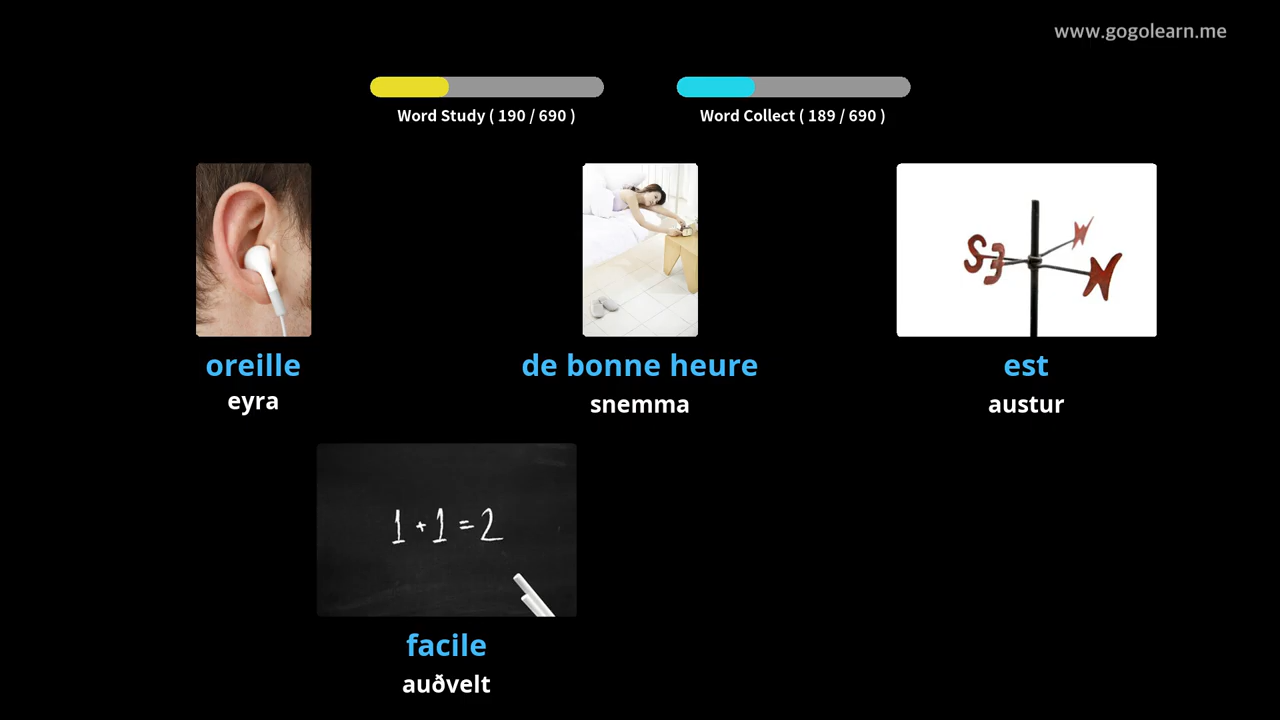 www.gogolearn.me
Word Study ( 190 / 690 )
Word Collect ( 189 / 690 )
oreille
eyra
de bonne heure
snemma
S
E
N
est
austur
1 + 1 = 2
facile
auðvelt